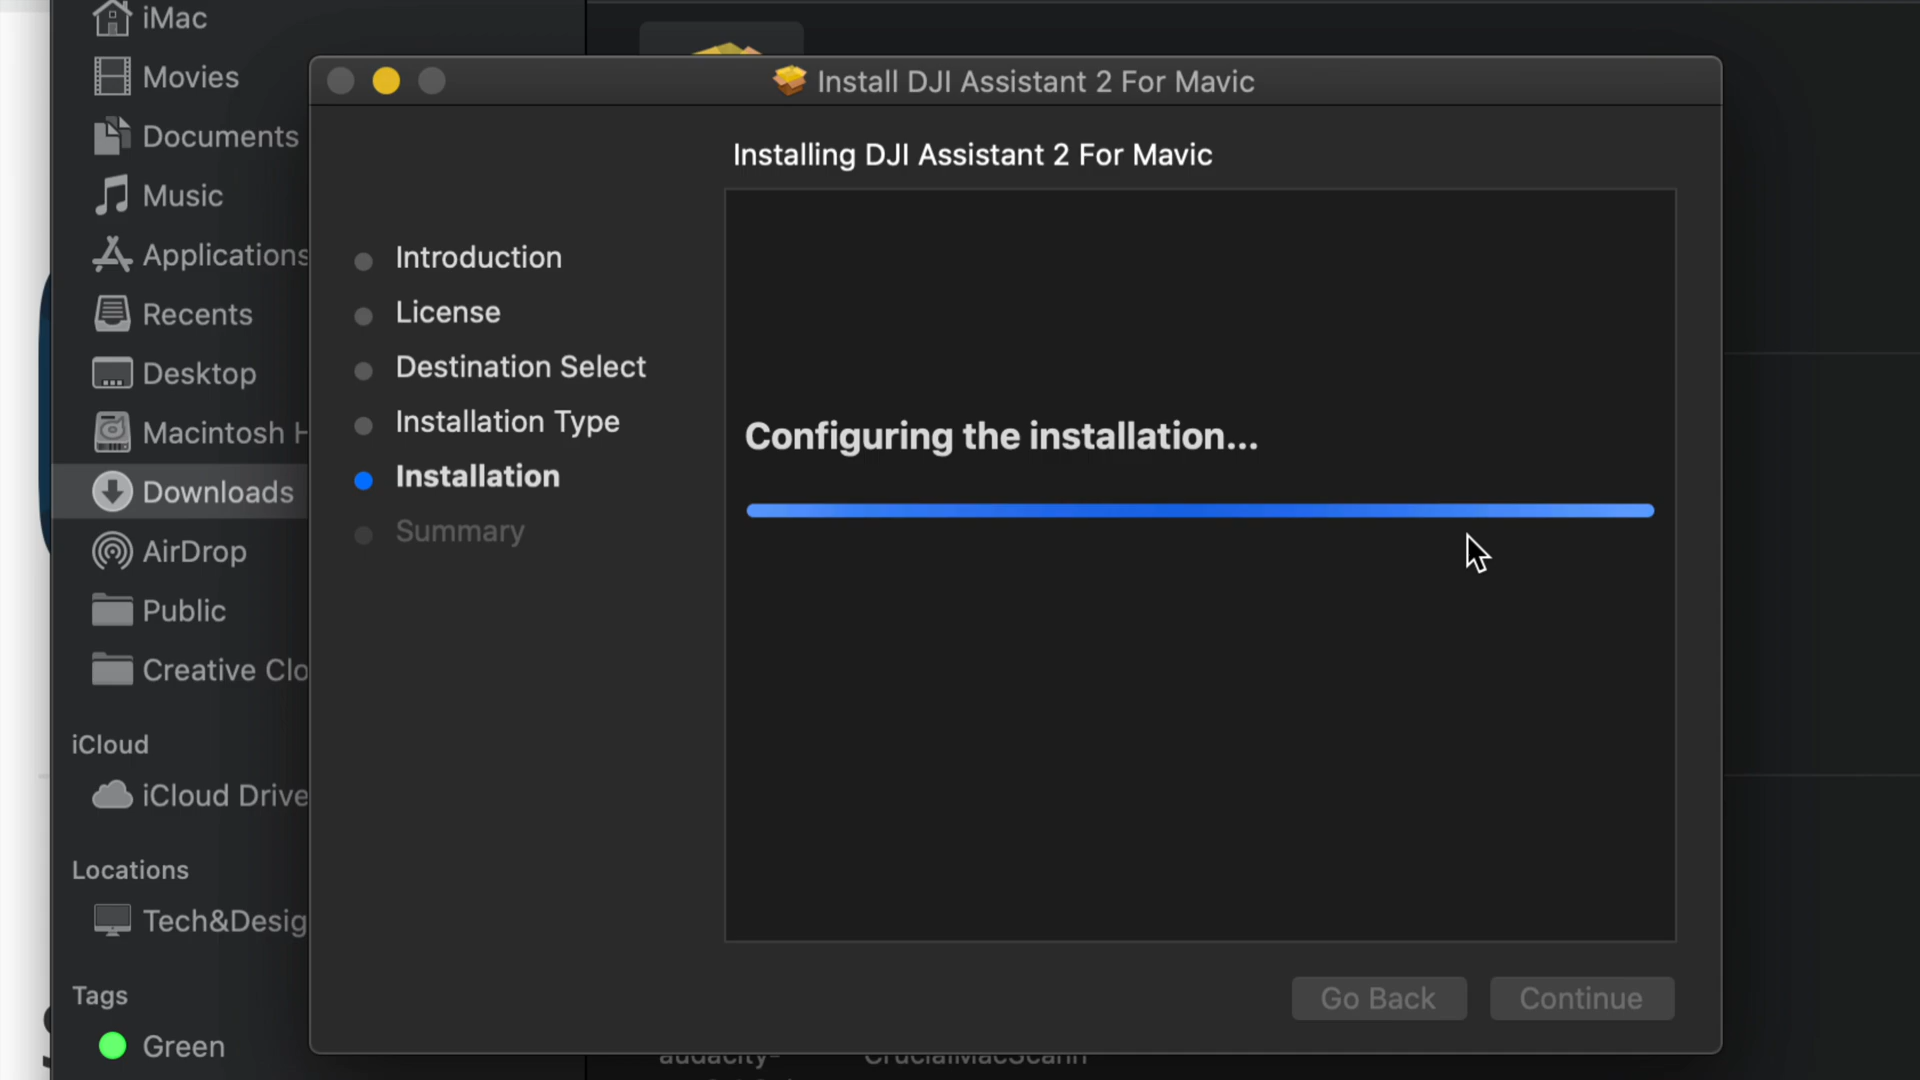 iMac
Movies
Documents
Music
Applications
Recents
Desktop
Macintosh H
Downloads
AirDrop
Public
Creative Clo
iCloud
iCloud Drive
Locations
Tech&Desig
Tags
Green
Install DJI Assistant 2 For Mavic
Installing DJI Assistant 2 For Mavic
Introduction
License
Destination Select
Installation Type
Installation
Summary
Configuring the installation...
Go Back
Continue
audacity-
CrucialMacScann